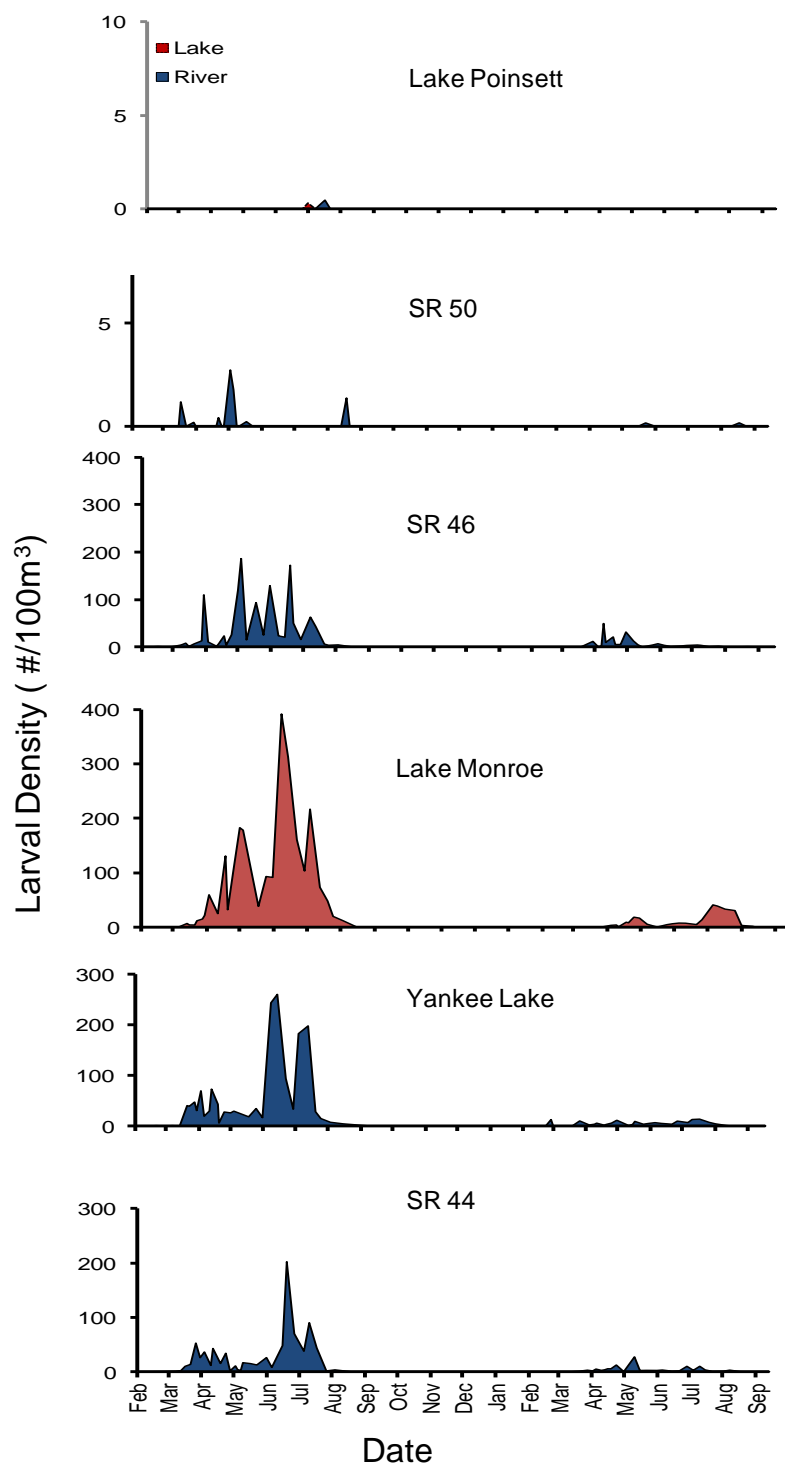 10
Lake
River
Lake Poinsett
5
0
SR 50
5
0
400
SR 46
300
200
100
0
400
Lake Monroe
300
200
100
0
300
Yankee Lake
200
100
0
SR 44
300
200
100
0
Larval Density ( #/100m³)
Feb Mar Apr May Jun Jul Aug Sep Oct Nov Dec Dec Jan Feb Mar Apr May Jun Jul Aug Sep
Date